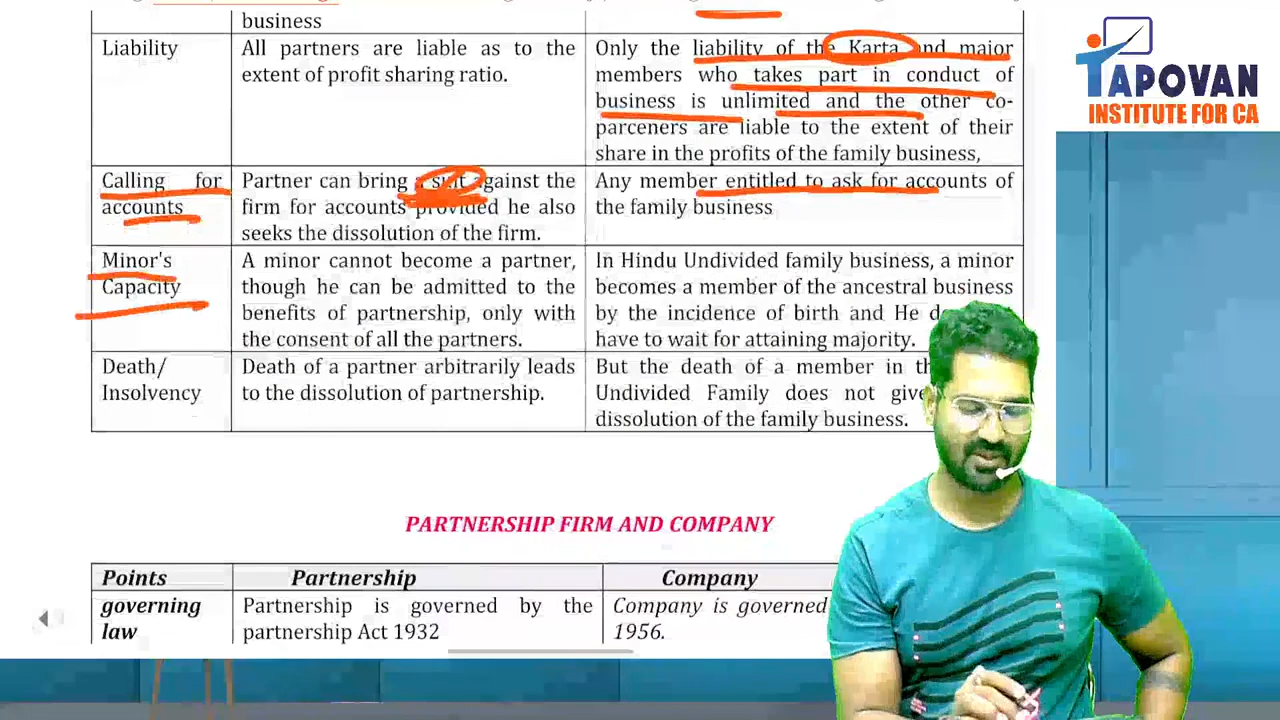 business
Liability
All partners are liable as to the
extent of profit sharing ratio.
Only the liability of the Karta and major
members who takes part in conduct of
business is unlimited and the other co-
parceners are liable to the extent of their
share in the profits of the family business,
Calling for
accounts
Partner can bring a suit against the
firm for accounts provided he also
seeks the dissolution of the firm.
Any member entitled to ask for accounts of
the family business
Minor's
Capacity
A minor cannot become a partner,
though he can be admitted to the
benefits of partnership, only with
the consent of all the partners.
In Hindu Undivided family business, a minor
becomes a member of the ancestral business
by the incidence of birth and He
have to wait for attaining majority.
Death/
Insolvency
Death of a partner arbitrarily leads
to the dissolution of partnership.
But the death of a member in
Undivided Family does not give
dissolution of the family business.
PARTNERSHIP FIRM AND COMPANY
Points
Partnership
Company
governing
law
Partnership is governed by the
partnership Act 1932
Company is governed
1956.
TAPOVAN
INSTITUTE FOR CA